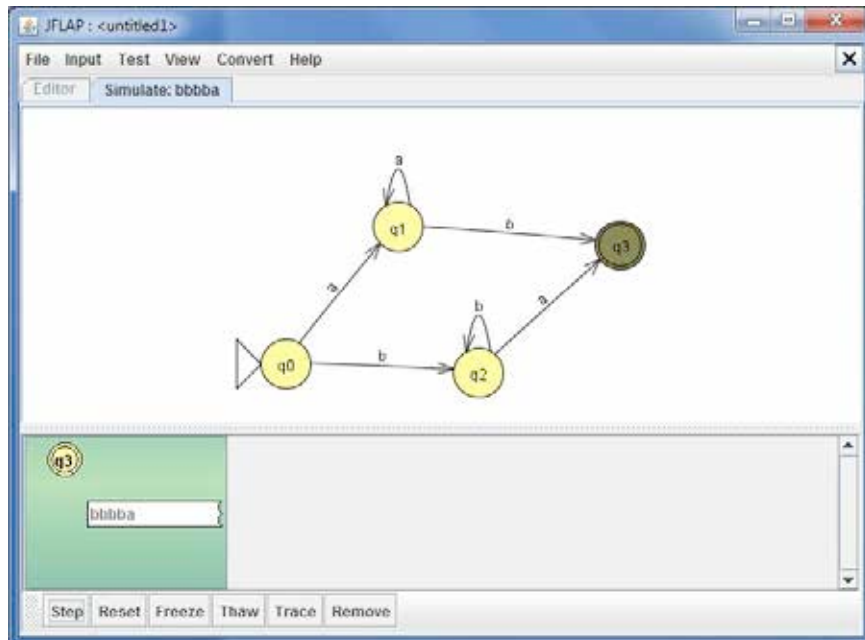 JFLAP : <untitled1>
File Input Test View Convert Help
Editor Simulate: bbbba
a
q1
b
q3
a
b
a
q0
b
q2
q3
bbbba
Step Reset Freeze Thaw Trace Remove